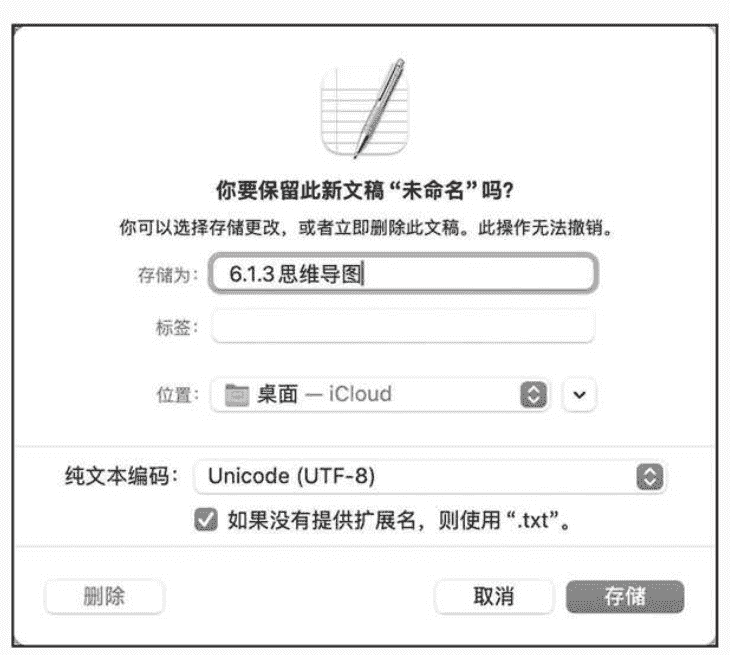 你要保留此新文稿“未命名”吗?
你可以选择存储更改，或者立即删除此文稿。此操作无法撤销。
存储为: 6.1.3思维导图
标签:
位置: 桌面 — iCloud
纯文本编码: Unicode (UTF-8)
如果没有提供扩展名，则使用“.txt”。
删除 取消 存储